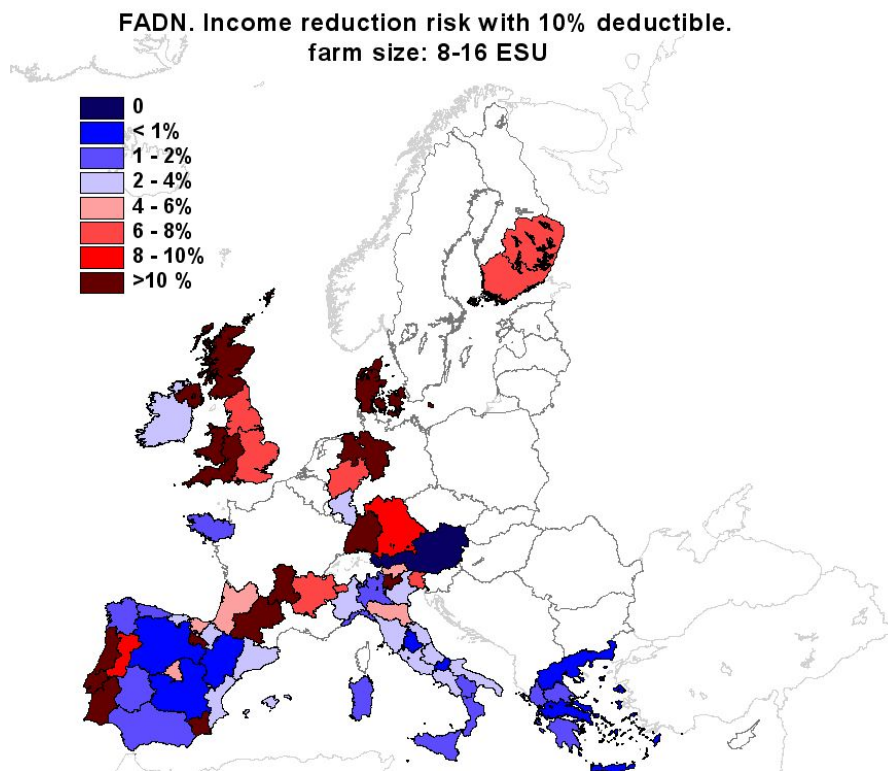 FADN. Income reduction risk with 10% deductible.
farm size: 8-16 ESU
0
< 1%
1 - 2%
2 - 4%
4 - 6%
6 - 8%
8 - 10%
>10 %